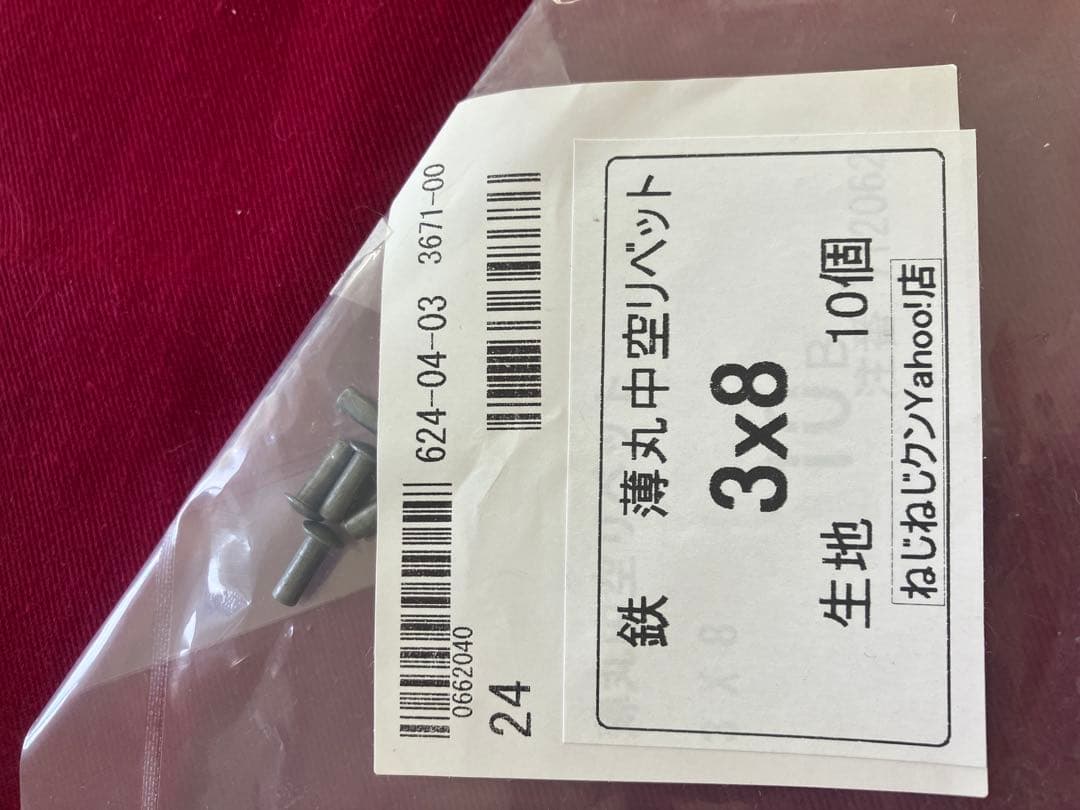 0662040
624-04-03 3671-00
24
鉄 薄丸中空リベット
3x8
生地 10個
ねじねじクンYahoo!店